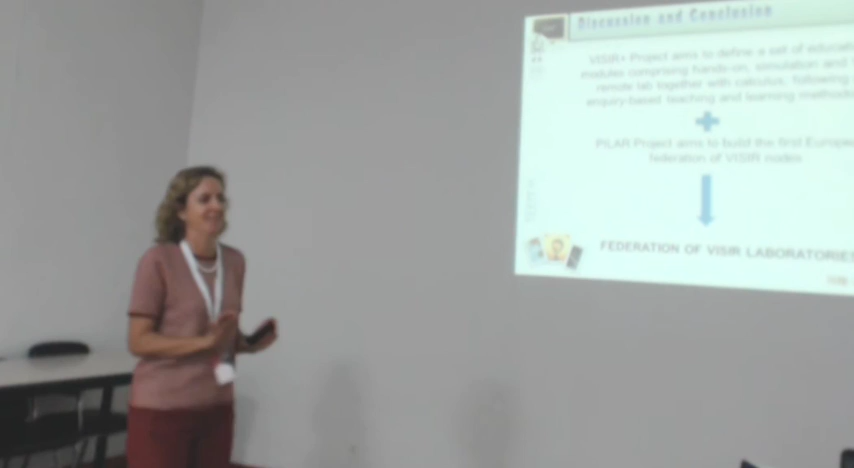 Discussion and Conclusion
VISIR+ Project aims to define a set of educati
modules comprising hands-on, simulation and
remote lab together with calculus, following
enquiry-based teaching and learning methodo
PILAR Project aims to build the first Europe
federation of VISIR nodes
FEDERATION OF VISIR LABORATORIES